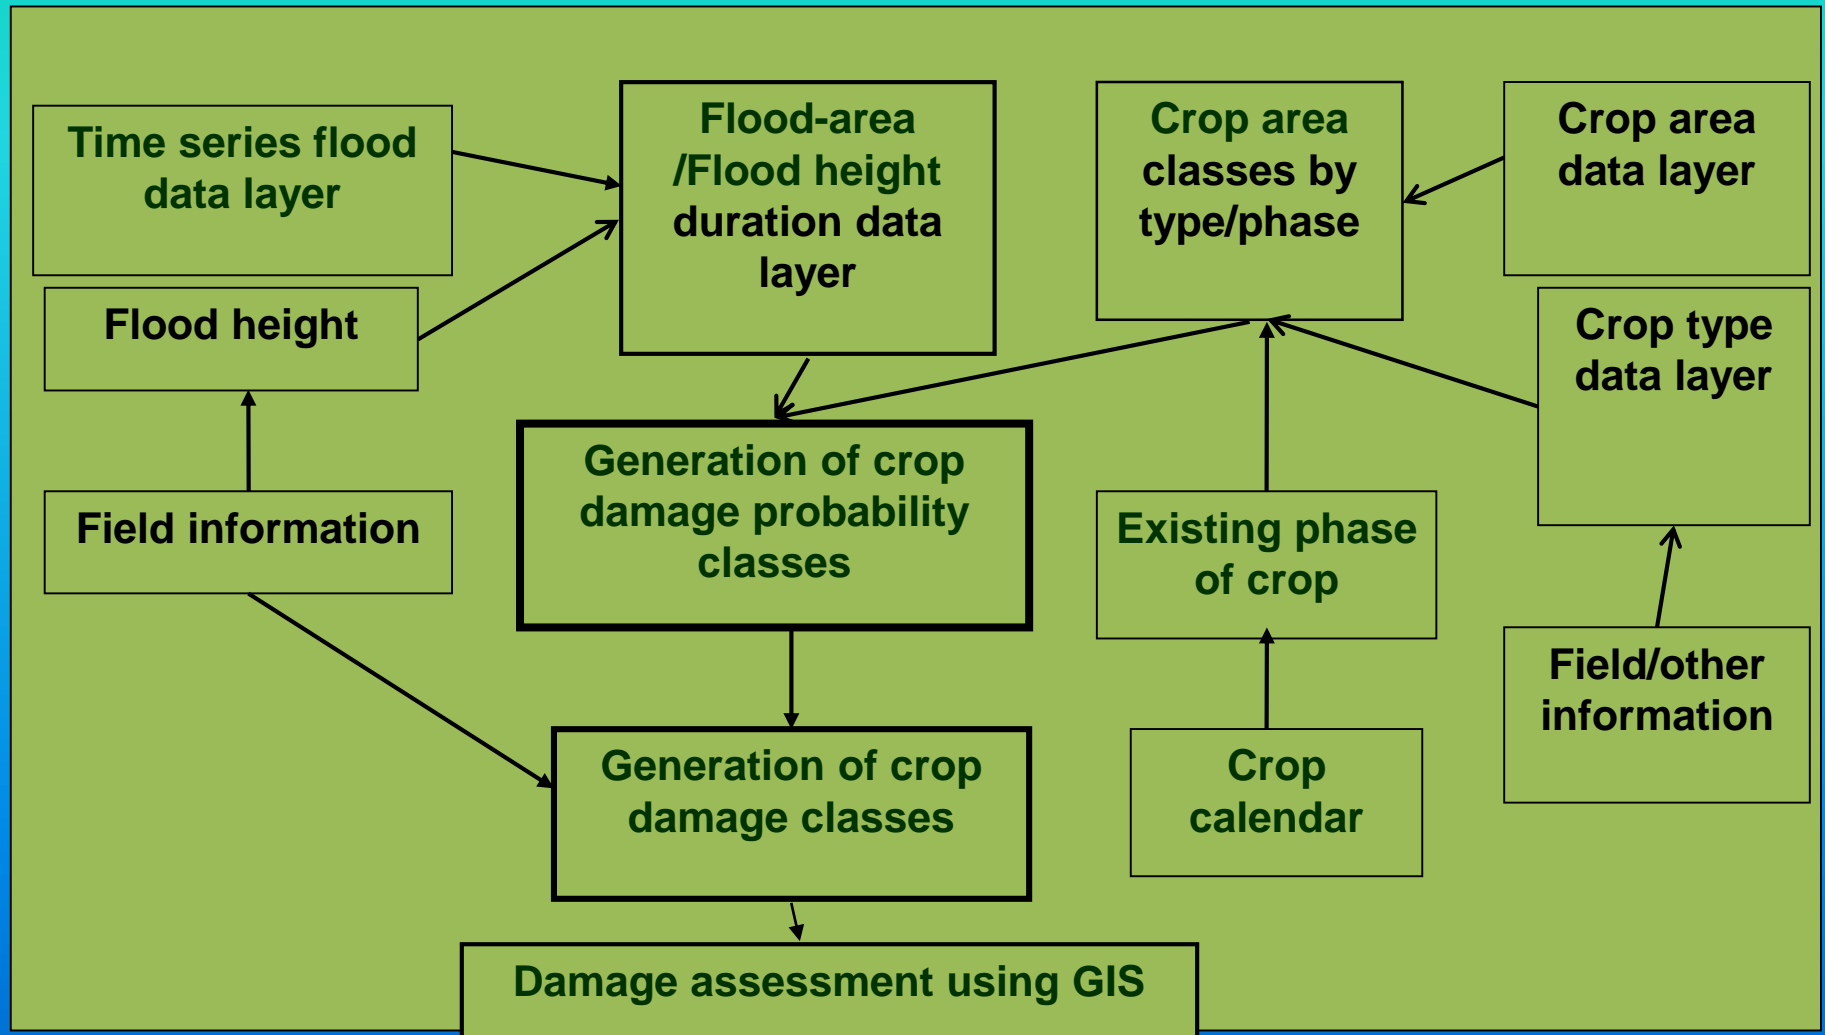 Time series flood
data layer
Flood-area
/Flood height
duration data
layer
Crop area
classes by
type/phase
Crop area
data layer
Flood height
Crop type
data layer
Field information
Generation of crop
damage probability
classes
Existing phase
of crop
Field/other
information
Generation of crop
damage classes
Crop
calendar
Damage assessment using GIS